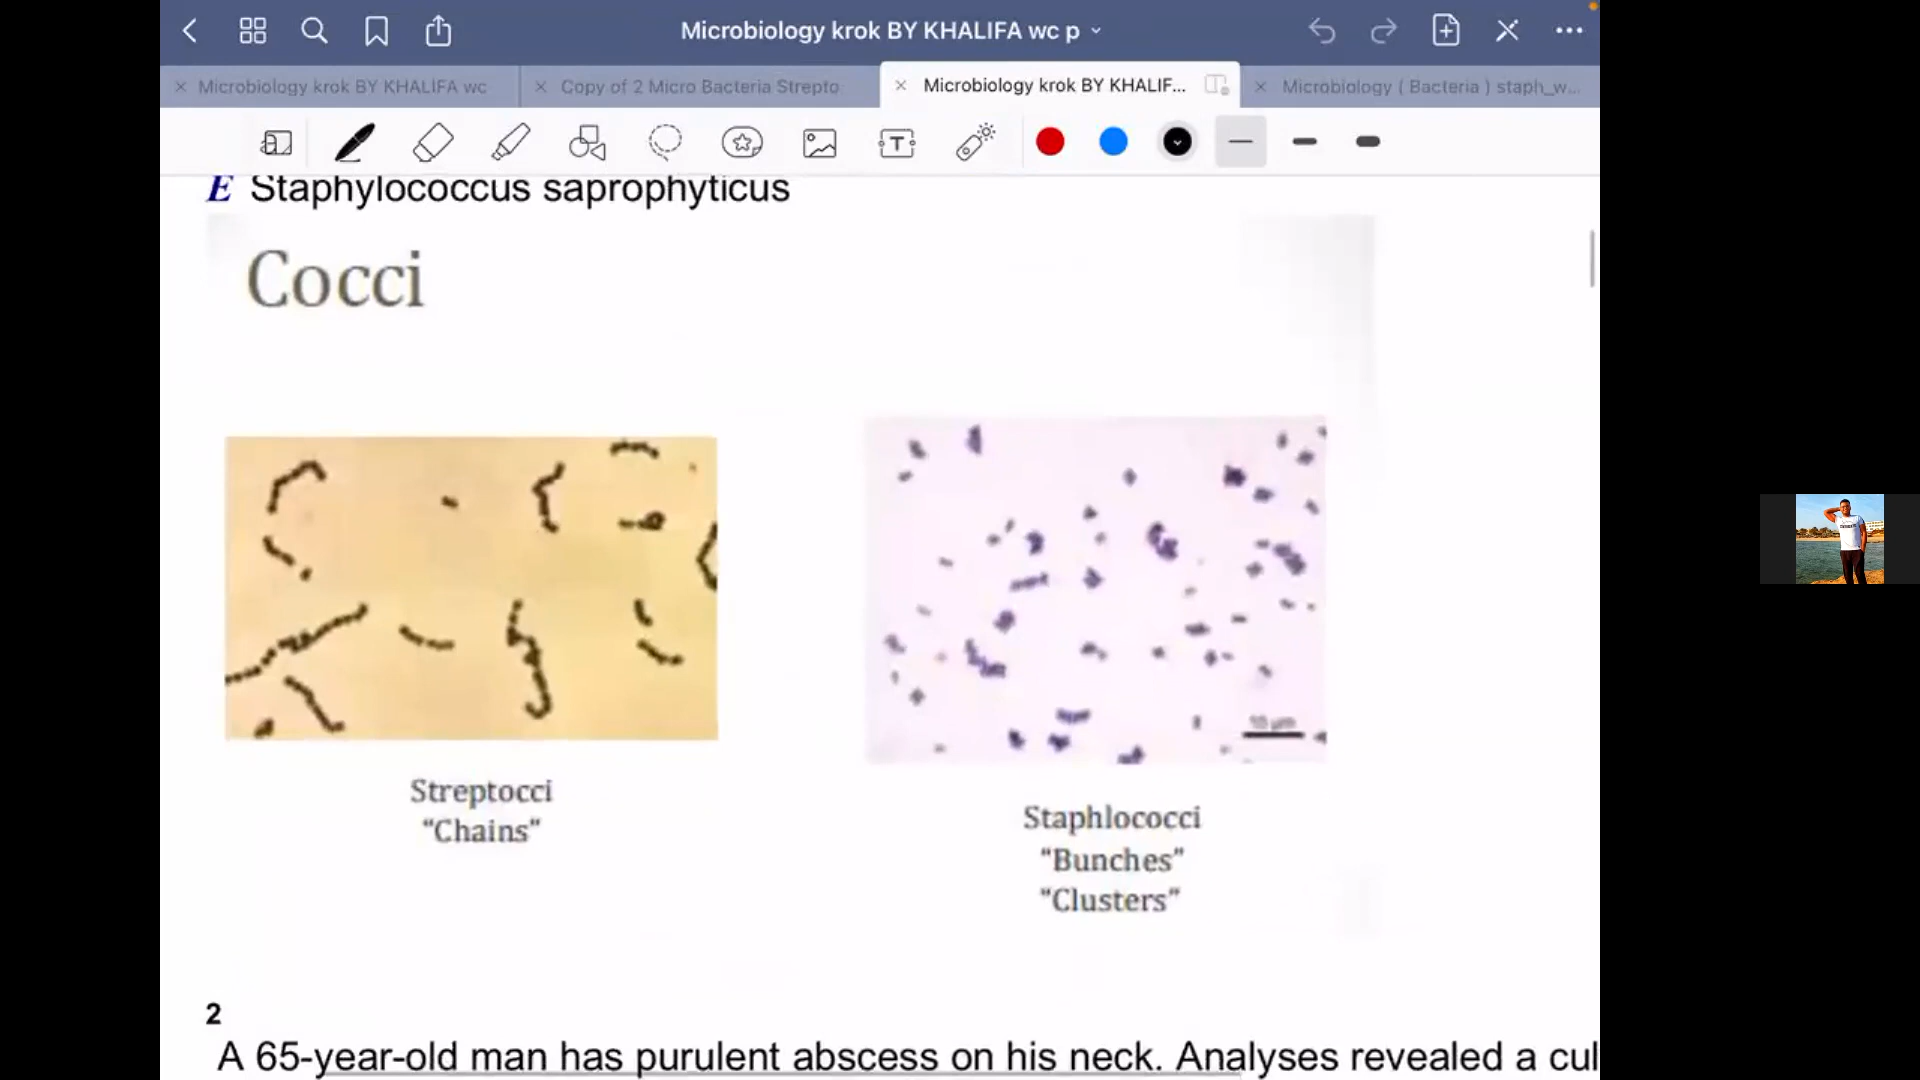 Microbiology krok BY KHALIFA wc p
Microbiology krok BY KHALIFA wc
Copy of 2 Micro Bacteria Strepto
Microbiology krok BY KHALIF...
Microbiology ( Bacteria ) staph_w...
E Staphylococcus saprophyticus
Cocci
10 µm
Streptocci
“Chains”
Staphlococci
“Bunches”
“Clusters”
2
A 65-year-old man has purulent abscess on his neck. Analyses revealed a cul